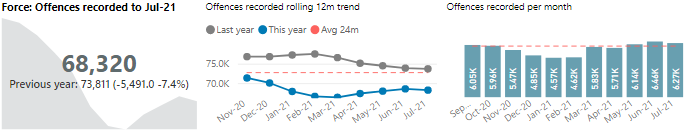 Force: Offences recorded to Jul-21
68,320
Previous year: 73,811 (-5,491.0 -7.4%)
Offences recorded rolling 12m trend
Last year This year Avg 24m
75.0K
70.0K
Nov-20 Dec-20 Jan-21 Feb-21 Mar-21 Apr-21 May-21 Jun-21 Jul-21
Offences recorded per month
6.05K 5.96K 5.47K 4.85K 4.57K 4.62K 5.83K 5.71K 6.14K 6.46K 6.27K
Sep... Oct-20 Nov-20 Dec-20 Jan-21 Feb-21 Mar-21 Apr-21 May-21 Jun-21 Jul-21